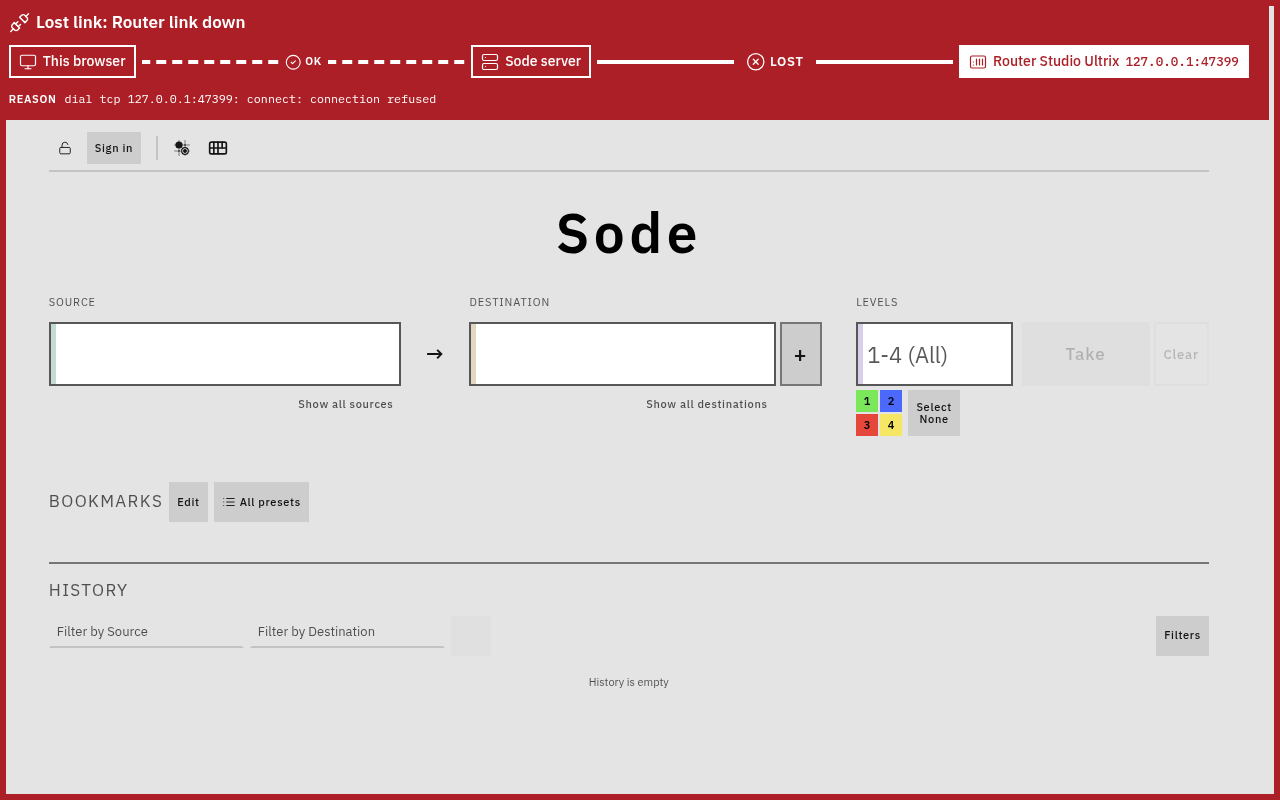 Lost link: Router link down
This browser
OK
Sode server
LOST
Router Studio Ultrix 127.0.0.1:47399
REASON dial tcp 127.0.0.1:47399: connect: connection refused
Sign in
Sode
SOURCE
DESTINATION
LEVELS
→
+
1-4 (All)
Take
Clear
Show all sources
Show all destinations
1 2
3 4
Select
None
BOOKMARKS
Edit
All presets
HISTORY
Filter by Source
Filter by Destination
Filters
History is empty